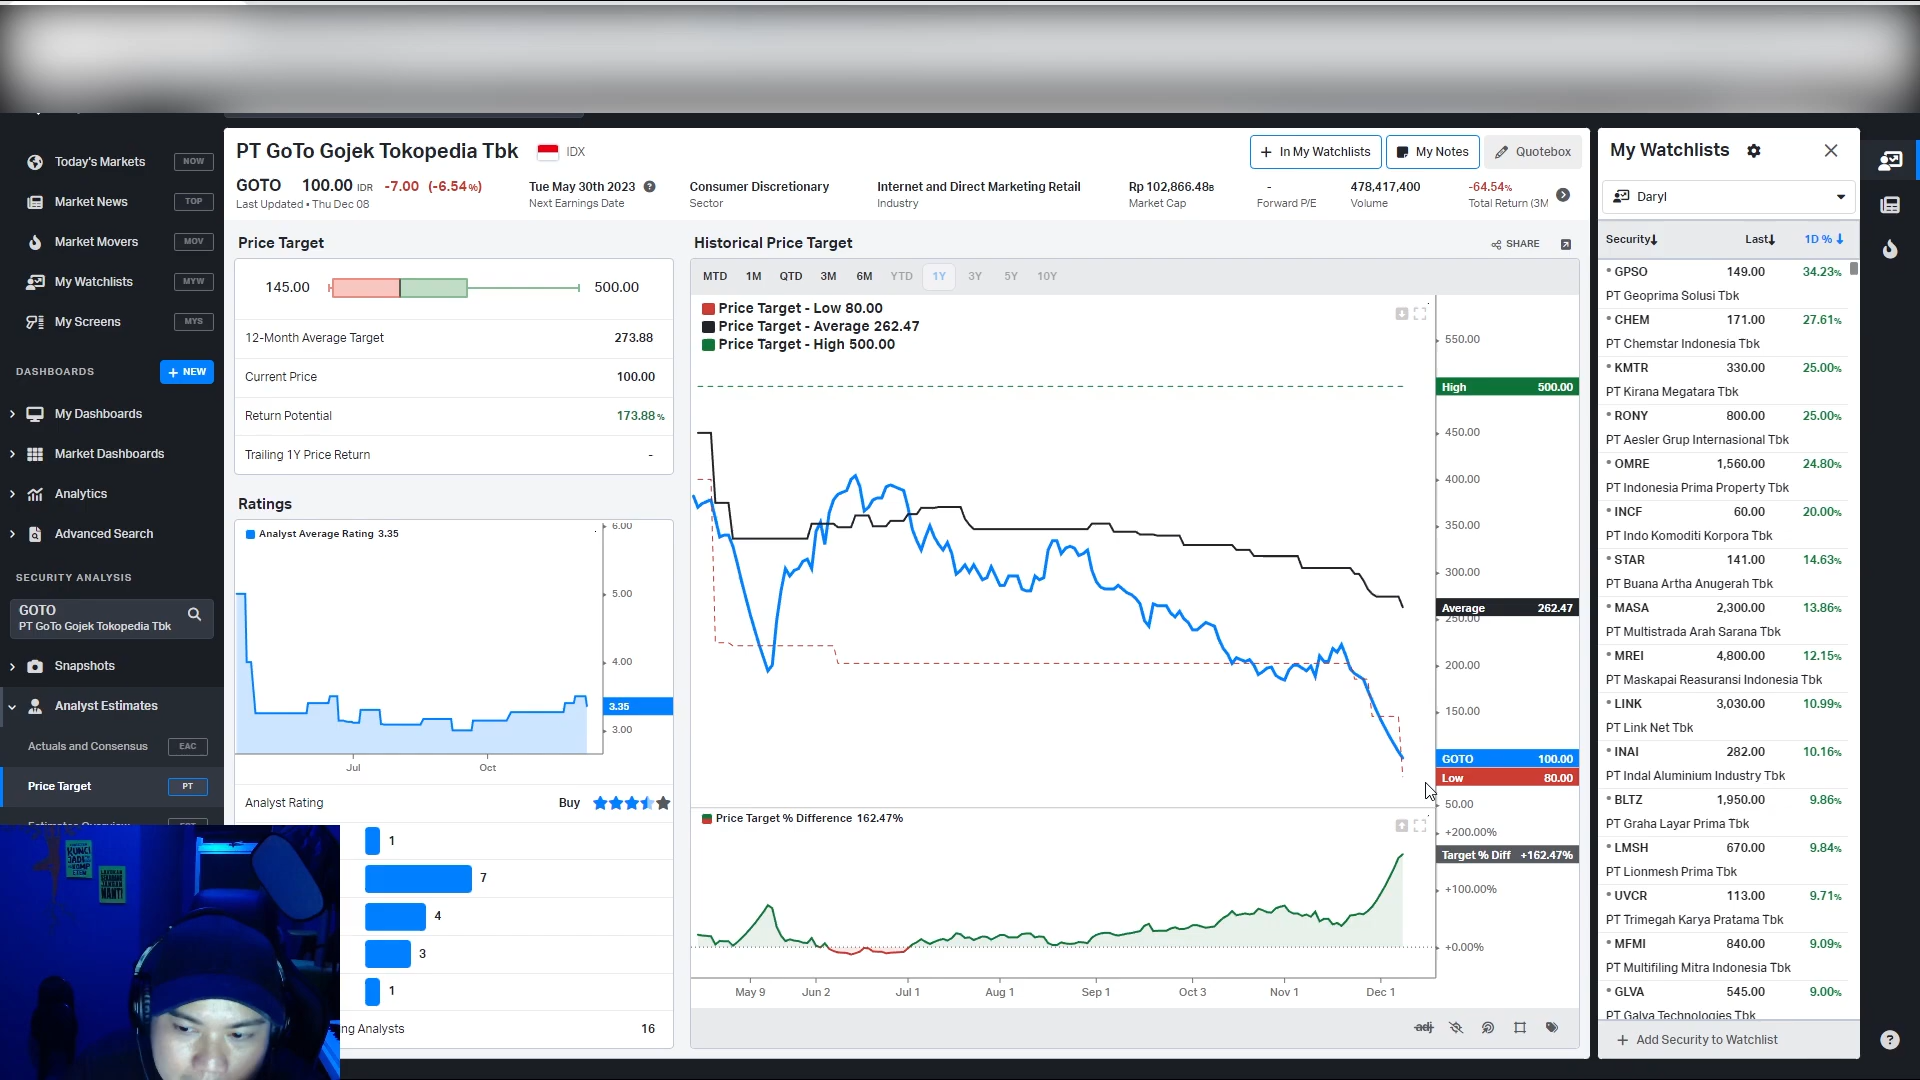 Today's Markets NOW
Market News TOP
Market Movers MOV
My Watchlists MYW
My Screens MYS
DASHBOARDS + NEW
My Dashboards
Market Dashboards
Analytics
Advanced Search
SECURITY ANALYSIS
GOTO
PT GoTo Gojek Tokopedia Tbk
Snapshots
Analyst Estimates
Actuals and Consensus EAC
Price Target PT
PT GoTo Gojek Tokopedia Tbk IDX
+ In My Watchlists
My Notes
Quotebox
GOTO 100.00 IDR -7.00 (-6.54%)
Last Updated • Thu Dec 08
Tue May 30th 2023
Next Earnings Date
Consumer Discretionary
Sector
Internet and Direct Marketing Retail
Industry
Rp 102,866.48B
Market Cap
-
Forward P/E
478,417,400
Volume
-64.54%
Total Return (3M
Price Target
145.00 500.00
12-Month Average Target 273.88
Current Price 100.00
Return Potential 173.88%
Trailing 1Y Price Return -
Ratings
Analyst Average Rating 3.35
6.00
5.00
4.00
3.35
3.00
Jul Oct
Analyst Rating Buy
1
7
4
3
1
ng Analysts 16
Historical Price Target
SHARE
MTD 1M QTD 3M 6M YTD 1Y 3Y 5Y 10Y
Price Target - Low 80.00
Price Target - Average 262.47
Price Target - High 500.00
550.00
High 500.00
450.00
400.00
350.00
300.00
Average 262.47
250.00
200.00
150.00
GOTO 100.00
Low 80.00
50.00
Price Target % Difference 162.47%
+200.00%
Target % Diff +162.47%
+100.00%
+0.00%
May 9 Jun 2 Jul 1 Aug 1 Sep 1 Oct 3 Nov 1 Dec 1
adj
My Watchlists
Daryl
Security Last 1D %
GPSO 149.00 34.23%
PT Geoprima Solusi Tbk
CHEM 171.00 27.61%
PT Chemstar Indonesia Tbk
KMTR 330.00 25.00%
PT Kirana Megatara Tbk
RONY 800.00 25.00%
PT Aesler Grup Internasional Tbk
OMRE 1,560.00 24.80%
PT Indonesia Prima Property Tbk
INCF 60.00 20.00%
PT Indo Komoditi Korpora Tbk
STAR 141.00 14.63%
PT Buana Artha Anugerah Tbk
MASA 2,300.00 13.86%
PT Multistrada Arah Sarana Tbk
MREI 4,800.00 12.15%
PT Maskapai Reasuransi Indonesia Tbk
LINK 3,030.00 10.99%
PT Link Net Tbk
INAI 282.00 10.16%
PT Indal Aluminium Industry Tbk
BLTZ 1,950.00 9.86%
PT Graha Layar Prima Tbk
LMSH 670.00 9.84%
PT Lionmesh Prima Tbk
UVCR 113.00 9.71%
PT Trimegah Karya Pratama Tbk
MFMI 840.00 9.09%
PT Multifiling Mitra Indonesia Tbk
GLVA 545.00 9.00%
PT Galva Technologies Tbk
+ Add Security to Watchlist